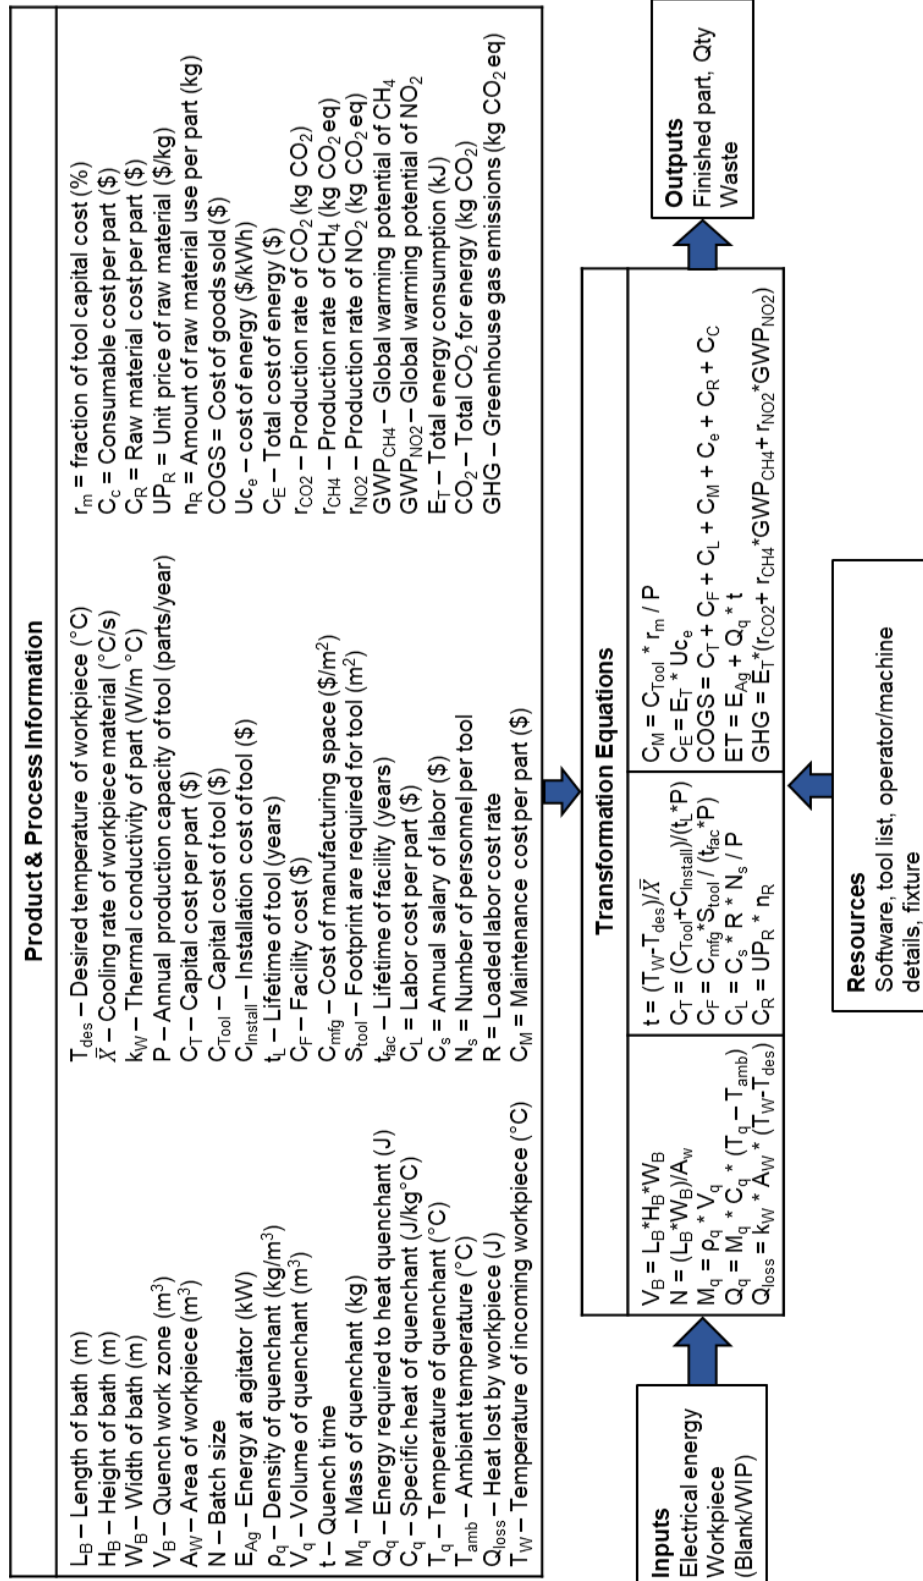 Product & Process Information
L_B – Length of bath (m)
H_B – Height of bath (m)
W_B – Width of bath (m)
V_B – Quench work zone (m³)
A_W – Area of workpiece (m³)
N – Batch size
E_Ag – Energy at agitator (kW)
ρ_q – Density of quenchant (kg/m³)
V_q – Volume of quenchant (m³)
t – Quench time
M_q – Mass of quenchant (kg)
Q_q – Energy required to heat quenchant (J)
C_q – Specific heat of quenchant (J/kg°C)
T_q – Temperature of quenchant (°C)
T_amb – Ambient temperature (°C)
Q_loss – Heat lost by workpiece (J)
T_W – Temperature of incoming workpiece (°C)
T_des – Desired temperature of workpiece (°C)
X̄ – Cooling rate of workpiece material (°C/s)
k_W – Thermal conductivity of part (W/m °C)
P – Annual production capacity of tool (parts/year)
C_T – Capital cost per part ($)
C_Tool – Capital cost of tool ($)
C_Install – Installation cost of tool ($)
t_L – Lifetime of tool (years)
C_F – Facility cost ($)
C_mfg – Cost of manufacturing space ($/m²)
S_tool – Footprint are required for tool (m²)
t_fac – Lifetime of facility (years)
C_L = Labor cost per part ($)
C_s = Annual salary of labor ($)
N_s = Number of personnel per tool
R = Loaded labor cost rate
C_M = Maintenance cost per part ($)
r_m = fraction of tool capital cost (%)
C_c = Consumable cost per part ($)
C_R = Raw material cost per part ($)
UP_R = Unit price of raw material ($/kg)
n_R = Amount of raw material use per part (kg)
COGS = Cost of goods sold ($)
Uc_e – cost of energy ($/kWh)
C_E – Total cost of energy ($)
r_CO2 – Production rate of CO₂ (kg CO₂)
r_CH4 – Production rate of CH₄ (kg CO₂ eq)
r_NO2 – Production rate of NO₂ (kg CO₂ eq)
GWP_CH4 – Global warming potential of CH₄
GWP_NO2 – Global warming potential of NO₂
E_T – Total energy consumption (kJ)
CO₂ – Total CO₂ for energy (kg CO₂)
GHG – Greenhouse gas emissions (kg CO₂ eq)
Inputs
Electrical energy
Workpiece
(Blank/WIP)
Transformation Equations
V_B = L_B*H_B*W_B
N = (L_B*W_B)/A_w
M_q = ρ_q * V_q
Q_q = M_q * C_q * (T_q – T_amb)
Q_loss = k_W * A_W * (T_W-T_des)
t = (T_W-T_des)/X̄
C_T = (C_Tool+C_Install)/(t_L*P)
C_F = C_mfg*S_tool / (t_fac*P)
C_L = C_s* R * N_s / P
C_R = UP_R * n_R
C_M = C_Tool * r_m / P
C_E = E_T * Uc_e
COGS = C_T + C_F + C_L + C_M + C_e + C_R + C_C
ET = E_Ag + Q_q * t
GHG = E_T*(r_CO2+ r_CH4*GWP_CH4+ r_NO2*GWP_NO2)
Outputs
Finished part, Qty
Waste
Resources
Software, tool list, operator/machine
details, fixture